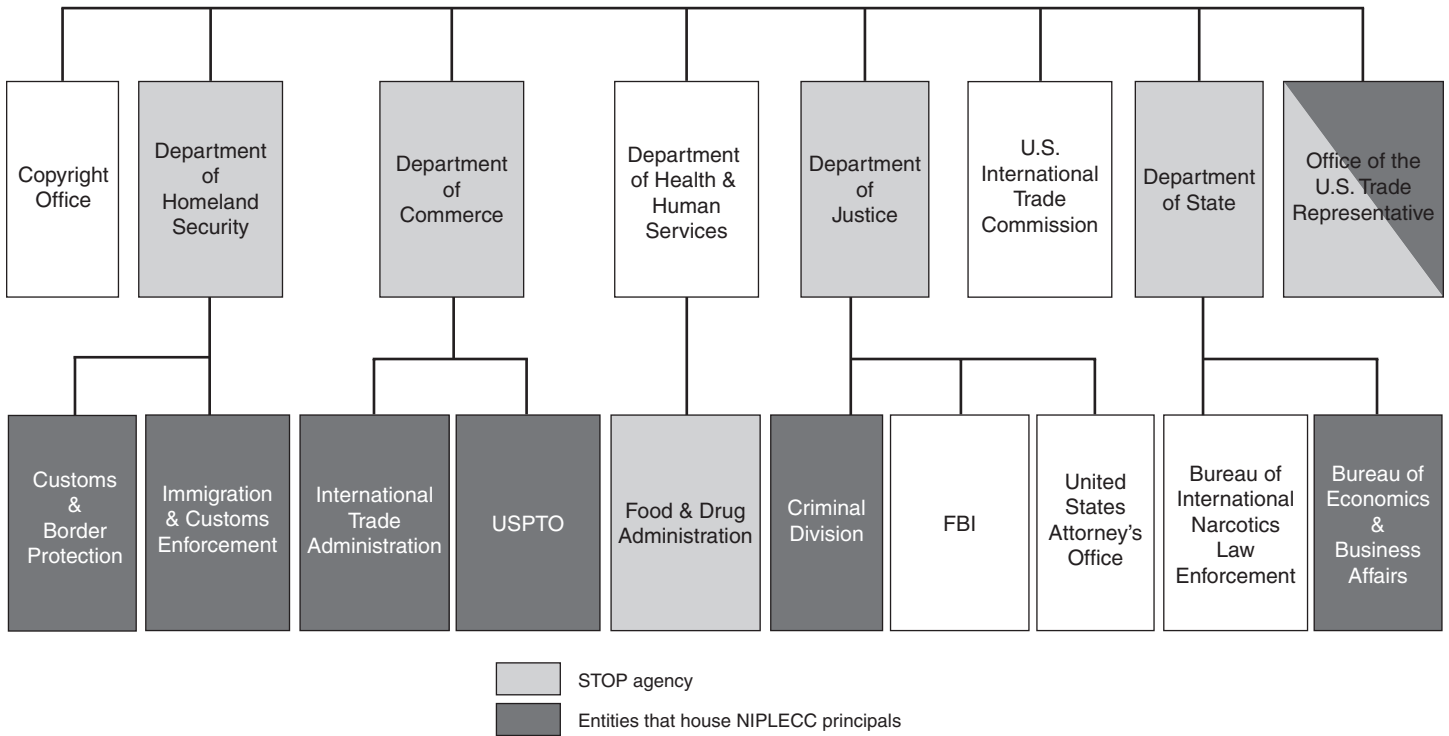 Copyright
Office
Department
of
Homeland
Security
Department
of
Commerce
Department
of Health &
Human
Services
Department
of
Justice
U.S.
International
Trade
Commission
Department
of State
Office of the
U.S. Trade
Representative
Customs
&
Border
Protection
Immigration
& Customs
Enforcement
International
Trade
Administration
USPTO
Food & Drug
Administration
Criminal
Division
FBI
United
States
Attorney's
Office
Bureau of
International
Narcotics
Law
Enforcement
Bureau of
Economics
&
Business
Affairs
STOP agency
Entities that house NIPLECC principals